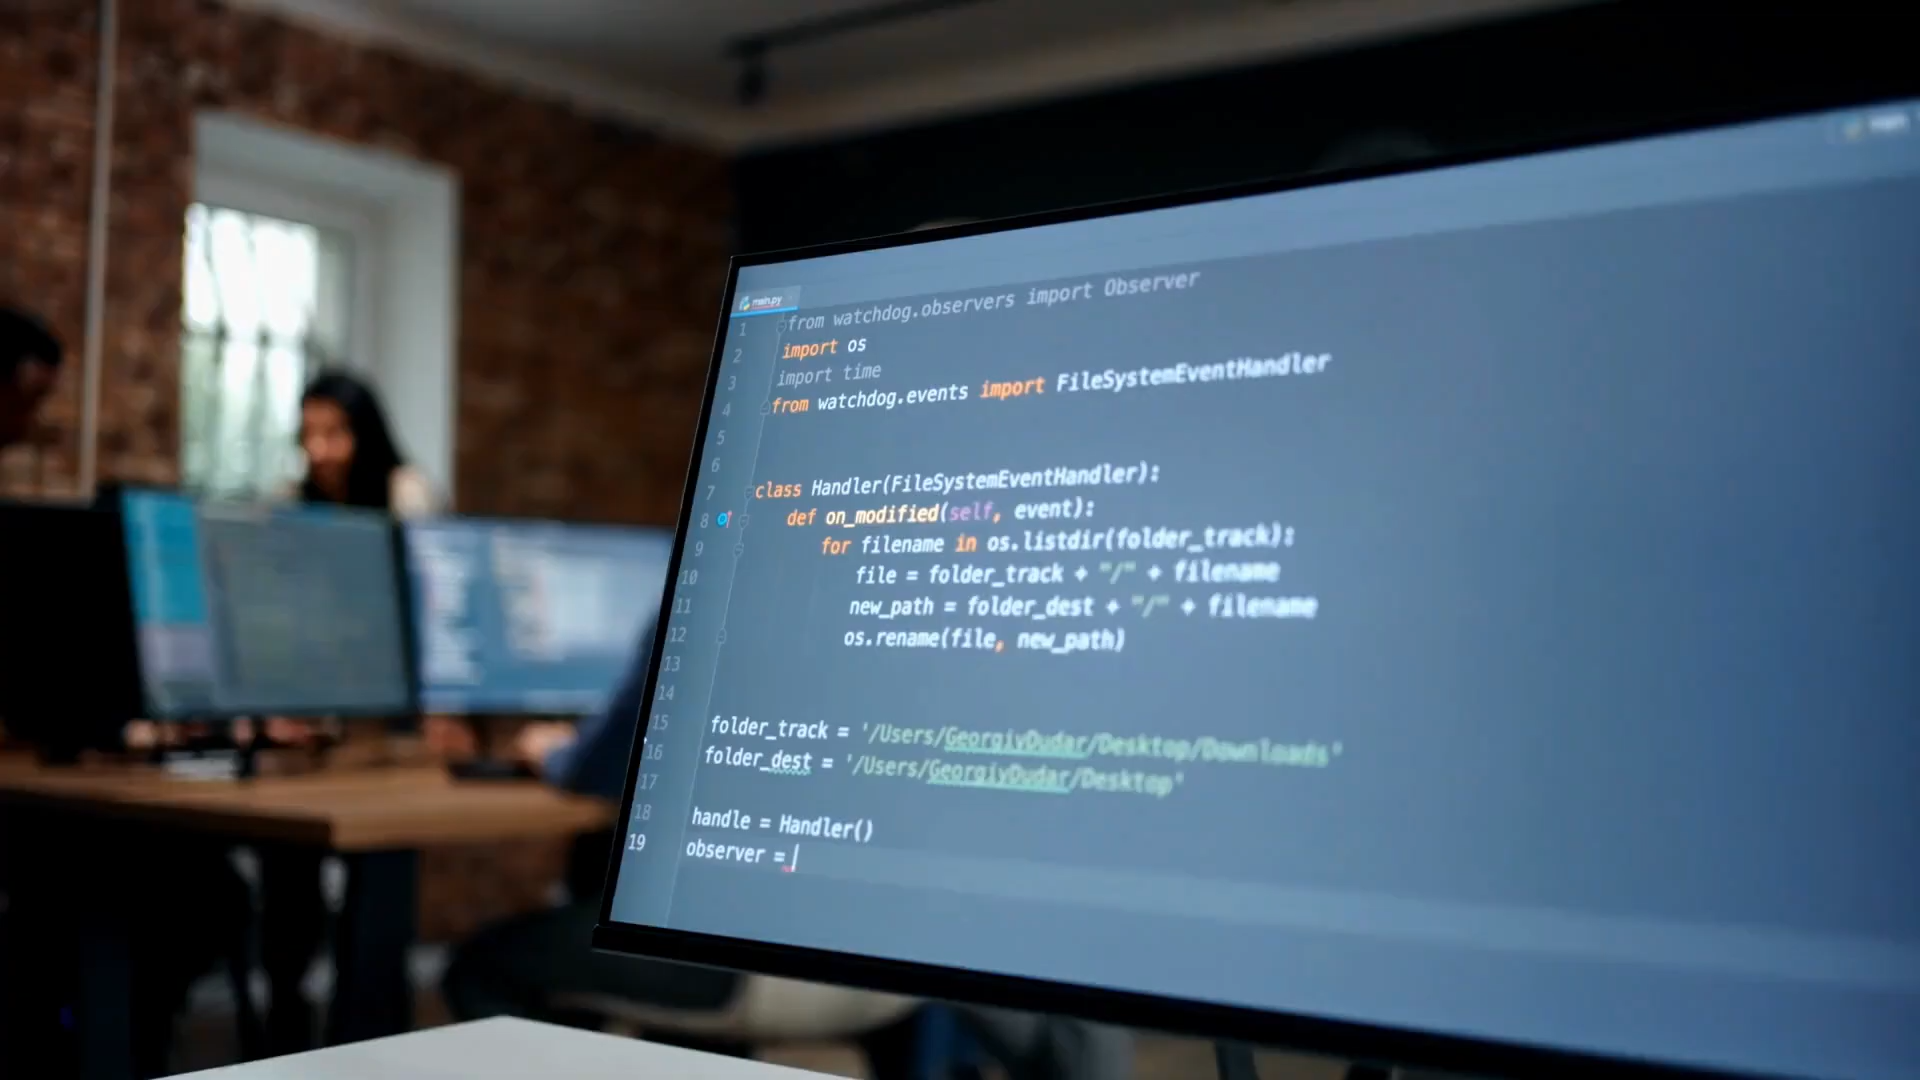 main.py
1 from watchdog.observers import Observer
2 import os
3 import time
4 from watchdog.events import FileSystemEventHandler
5
6
7 class Handler(FileSystemEventHandler):
8 def on_modified(self, event):
9 for filename in os.listdir(folder_track):
10 file = folder_track + "/" + filename
11 new_path = folder_dest + "/" + filename
12 os.rename(file, new_path)
13
14
15 folder_track = '/Users/GeorgiyDudar/Desktop/Downloads'
16 folder_dest = '/Users/GeorgiyDudar/Desktop'
17
18 handle = Handler()
19 observer =